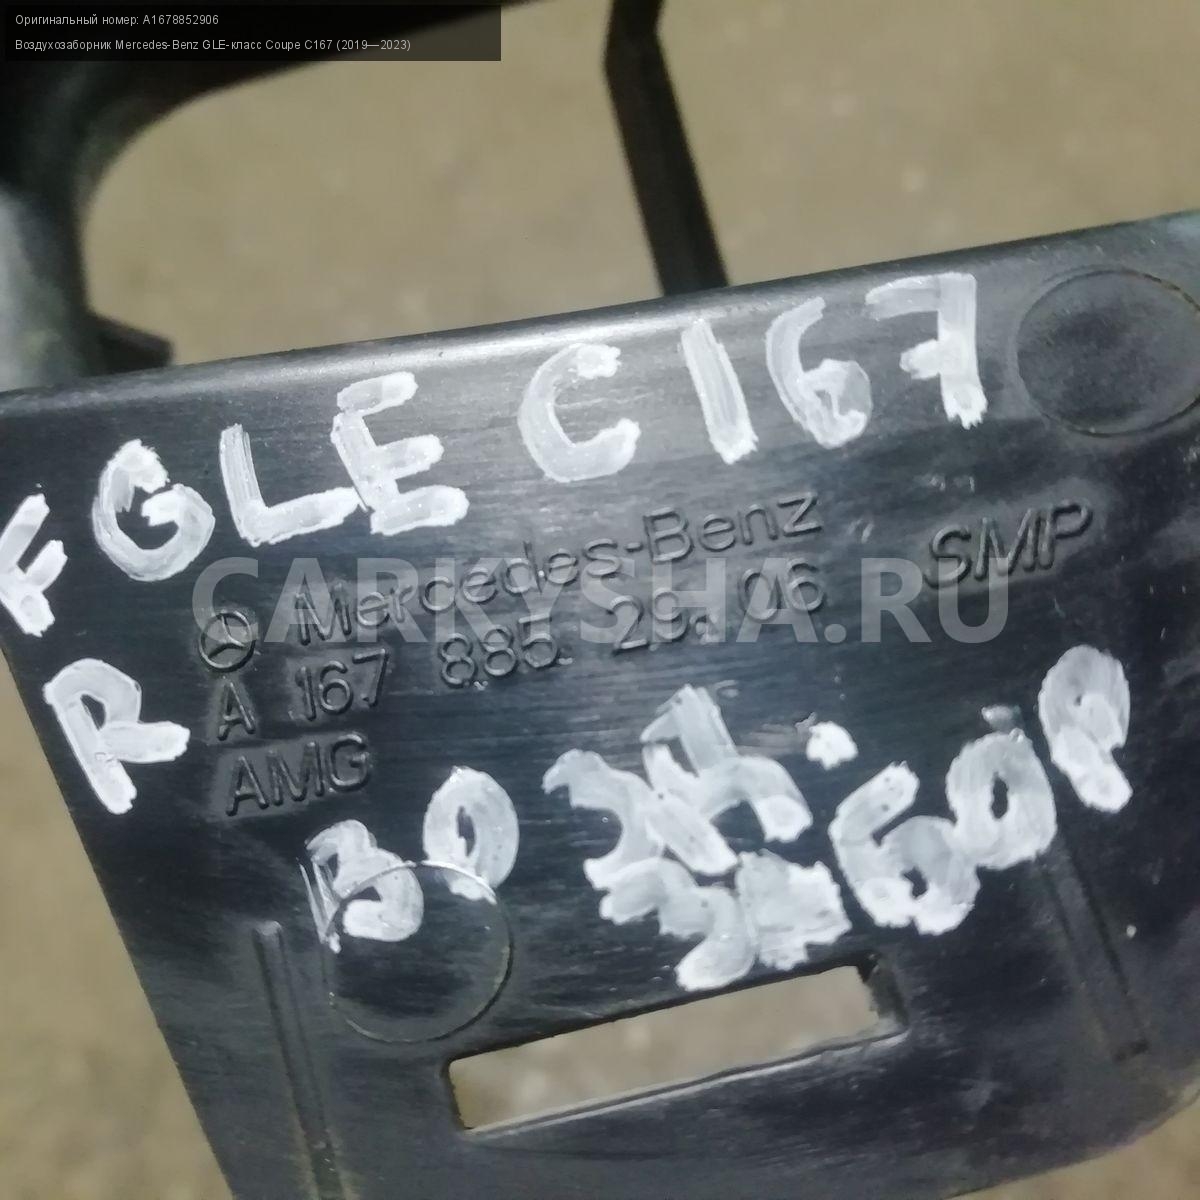 Оригинальный номер: A1678852906
Воздухозаборник Mercedes-Benz GLE-класс Coupe C167 (2019—2023)
F GLE C167
R
Mercedes-Benz
SMP
A 167 885 29 06
AMG
CARKYSHA.RU